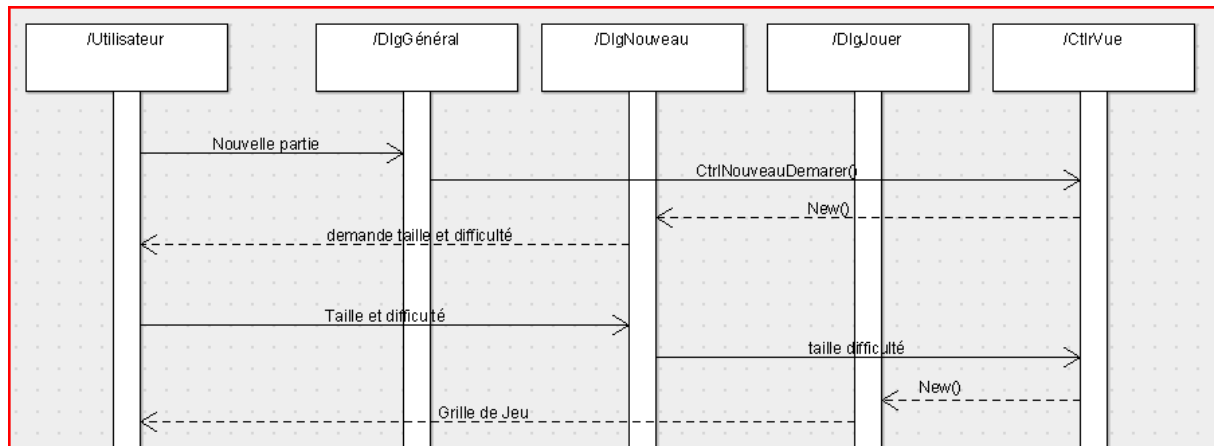 /Utilisateur
/DlgGénéral
/DlgNouveau
/DlgJouer
/CtlrVue
Nouvelle partie
CtrlNouveauDemarer()
New()
demande taille et difficulté
Taille et difficulté
taille difficulté
New()
Grille de Jeu